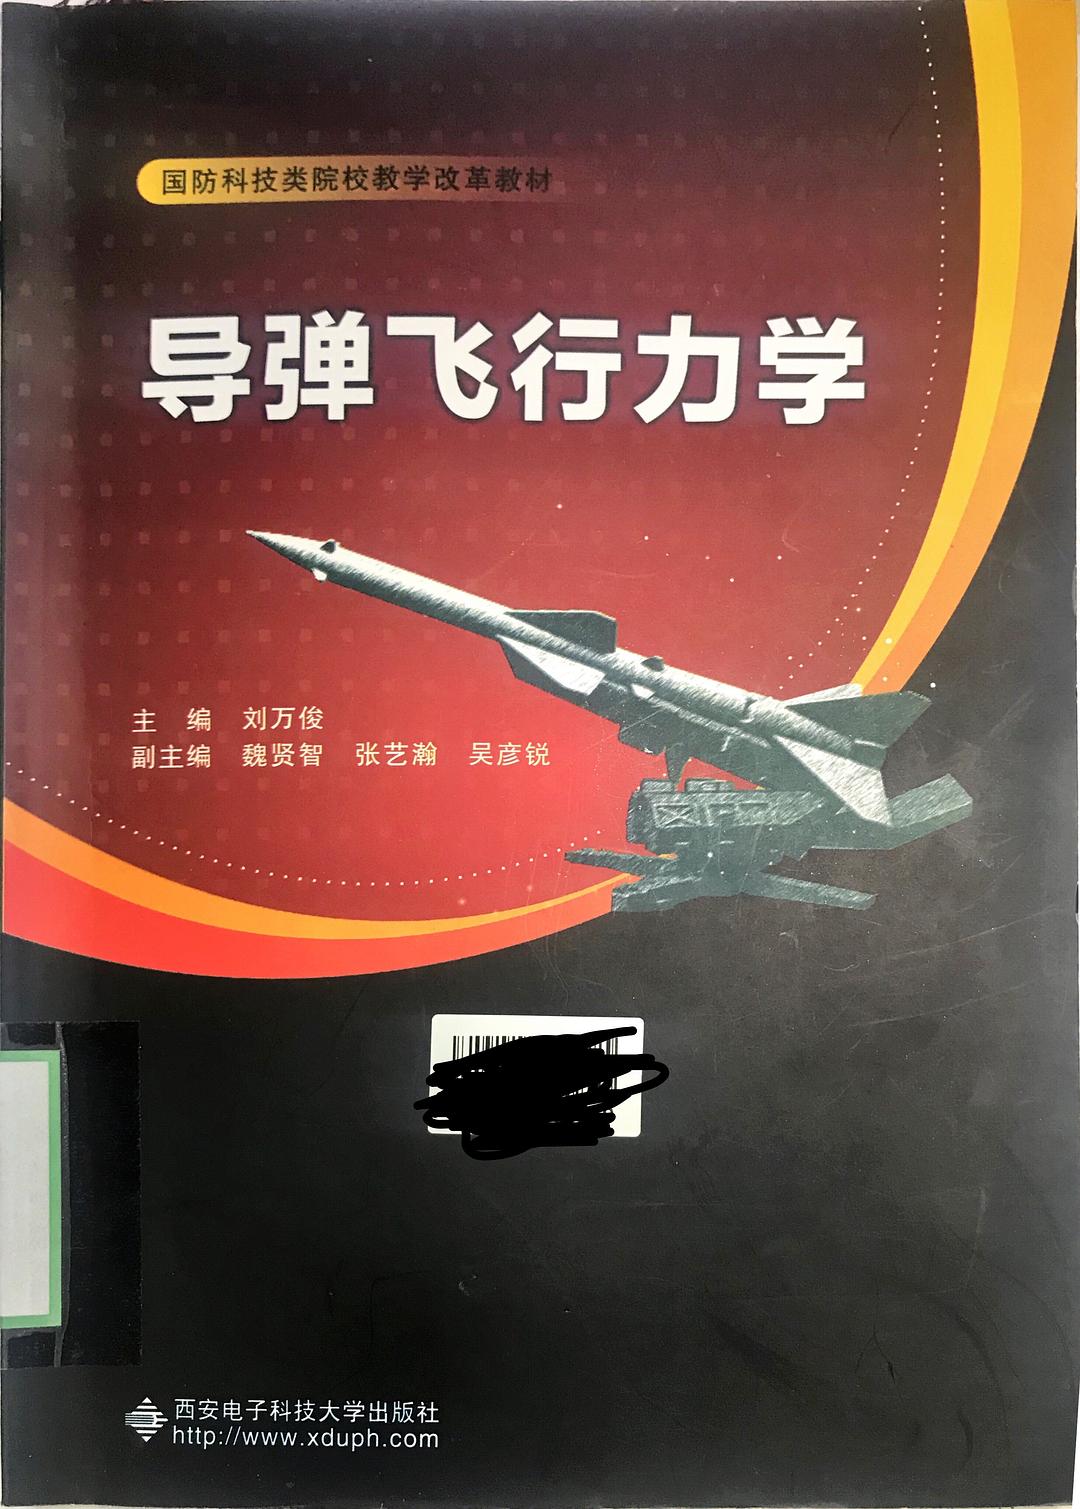 国防科技类院校教学改革教材
导弹飞行力学
主 编 刘万俊
副主编 魏贤智 张艺瀚 吴彦锐
西安电子科技大学出版社
http://www.xduph.com